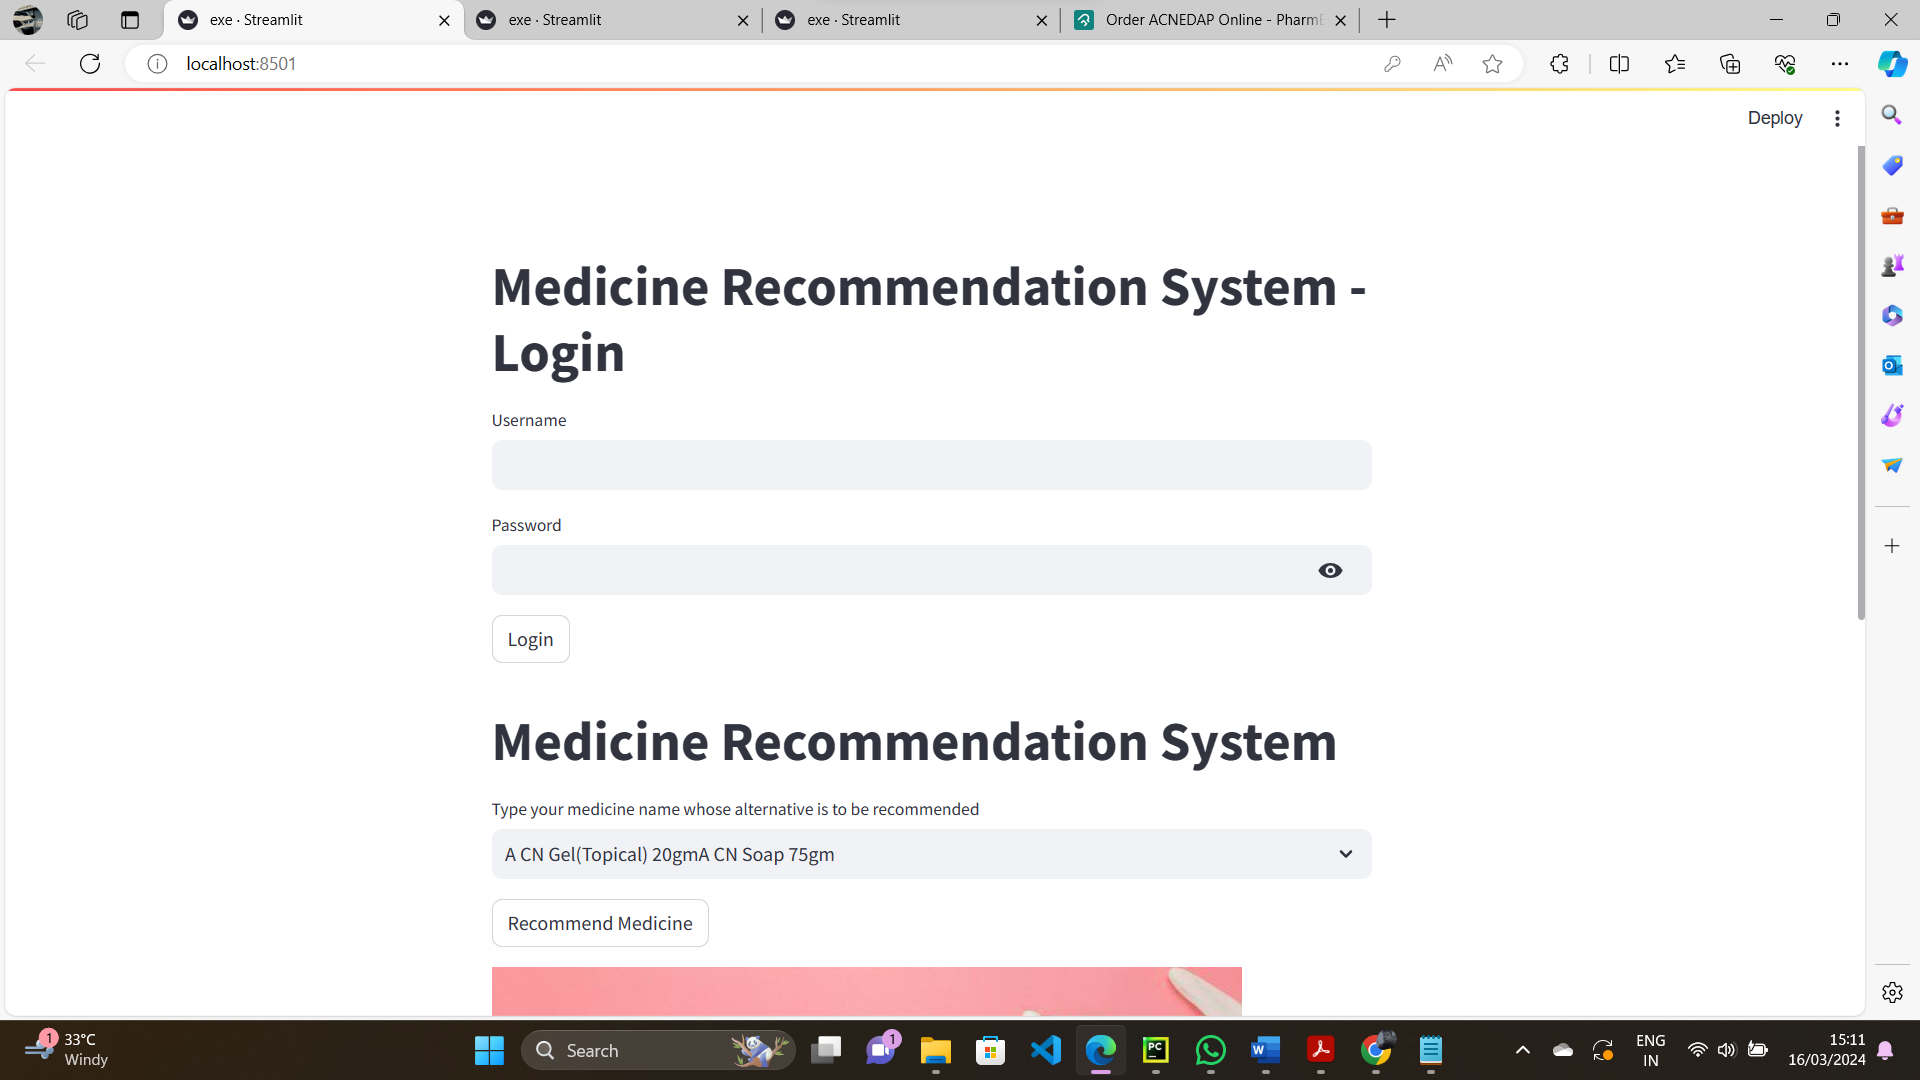 exe · Streamlit
exe · Streamlit
exe · Streamlit
Order ACNEDAP Online - PharmE
localhost:8501
Deploy
Medicine Recommendation System -
Login
Username
Password
Login
Medicine Recommendation System
Type your medicine name whose alternative is to be recommended
A CN Gel(Topical) 20gmA CN Soap 75gm
Recommend Medicine
1
33°C
Windy
Search
1
PC
W
ENG
IN
15:11
16/03/2024